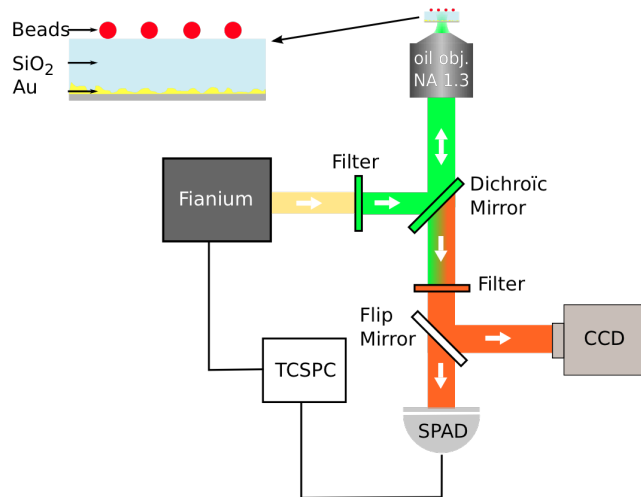 Beads
SiO2
Au
oil obj.
NA 1.3
Filter
Fianium
Dichroïc
Mirror
Filter
Flip
Mirror
CCD
TCSPC
SPAD